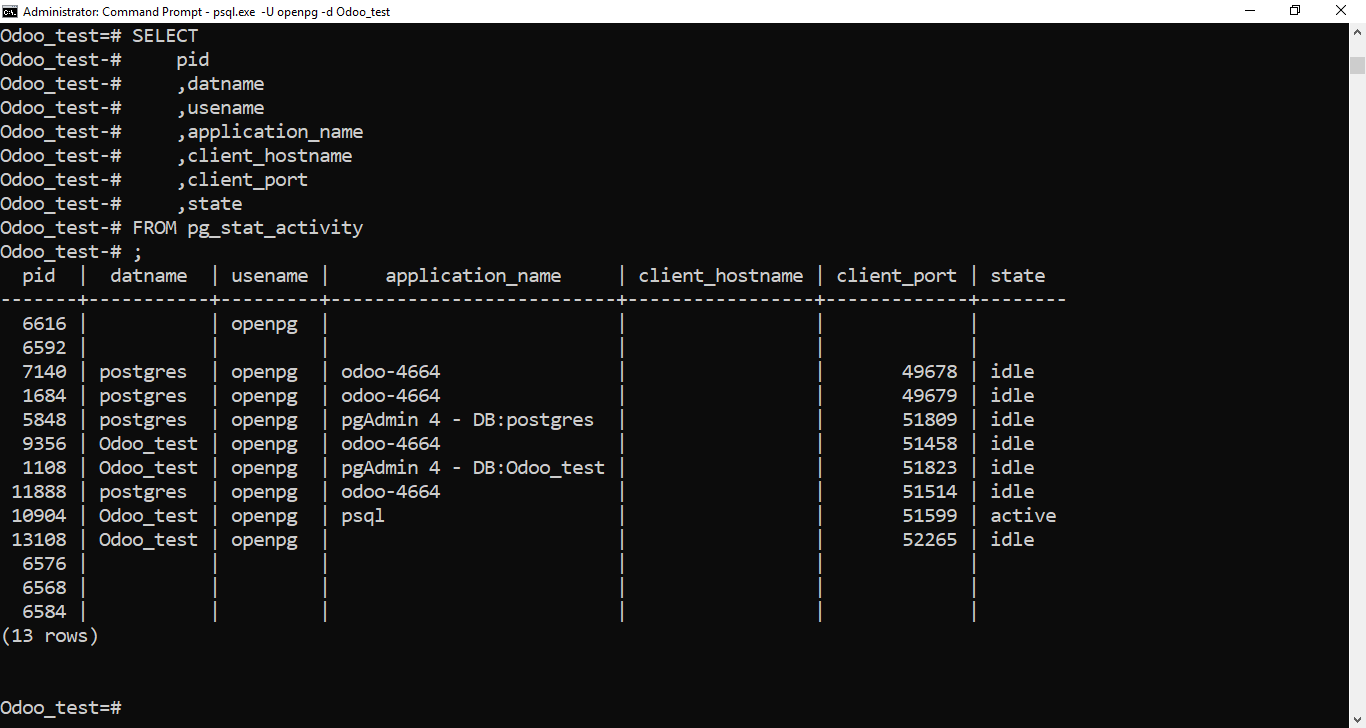 Administrator: Command Prompt - psql.exe  -U openpg -d Odoo_test
Odoo_test=# SELECT
Odoo_test-#     pid
Odoo_test-#     ,datname
Odoo_test-#     ,usename
Odoo_test-#     ,application_name
Odoo_test-#     ,client_hostname
Odoo_test-#     ,client_port
Odoo_test-#     ,state
Odoo_test-# FROM pg_stat_activity
Odoo_test-# ;
  pid  |  datname  | usename |     application_name     | client_hostname | client_port | state
-------+-----------+---------+--------------------------+-----------------+-------------+--------
  6616 |           | openpg  |                          |                 |             |
  6592 |           |         |                          |                 |             |
  7140 | postgres  | openpg  | odoo-4664                |                 |       49678 | idle
  1684 | postgres  | openpg  | odoo-4664                |                 |       49679 | idle
  5848 | postgres  | openpg  | pgAdmin 4 - DB:postgres  |                 |       51809 | idle
  9356 | Odoo_test | openpg  | odoo-4664                |                 |       51458 | idle
  1108 | Odoo_test | openpg  | pgAdmin 4 - DB:Odoo_test |                 |       51823 | idle
 11888 | postgres  | openpg  | odoo-4664                |                 |       51514 | idle
 10904 | Odoo_test | openpg  | psql                     |                 |       51599 | active
 13108 | Odoo_test | openpg  |                          |                 |       52265 | idle
  6576 |           |         |                          |                 |             |
  6568 |           |         |                          |                 |             |
  6584 |           |         |                          |                 |             |
(13 rows)
Odoo_test=#